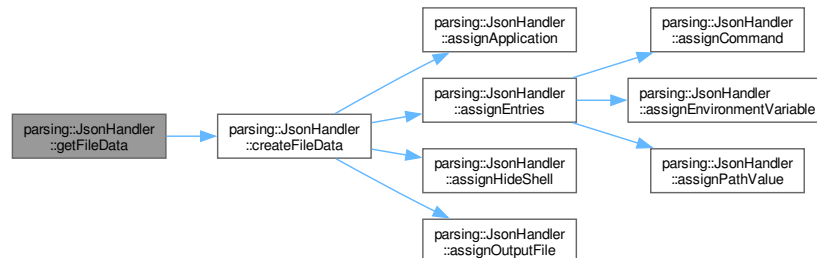 parsing::JsonHandler
::getFileData
parsing::JsonHandler
::createFileData
parsing::JsonHandler
::assignApplication
parsing::JsonHandler
::assignEntries
parsing::JsonHandler
::assignHideShell
parsing::JsonHandler
::assignOutputFile
parsing::JsonHandler
::assignCommand
parsing::JsonHandler
::assignEnvironmentVariable
parsing::JsonHandler
::assignPathValue